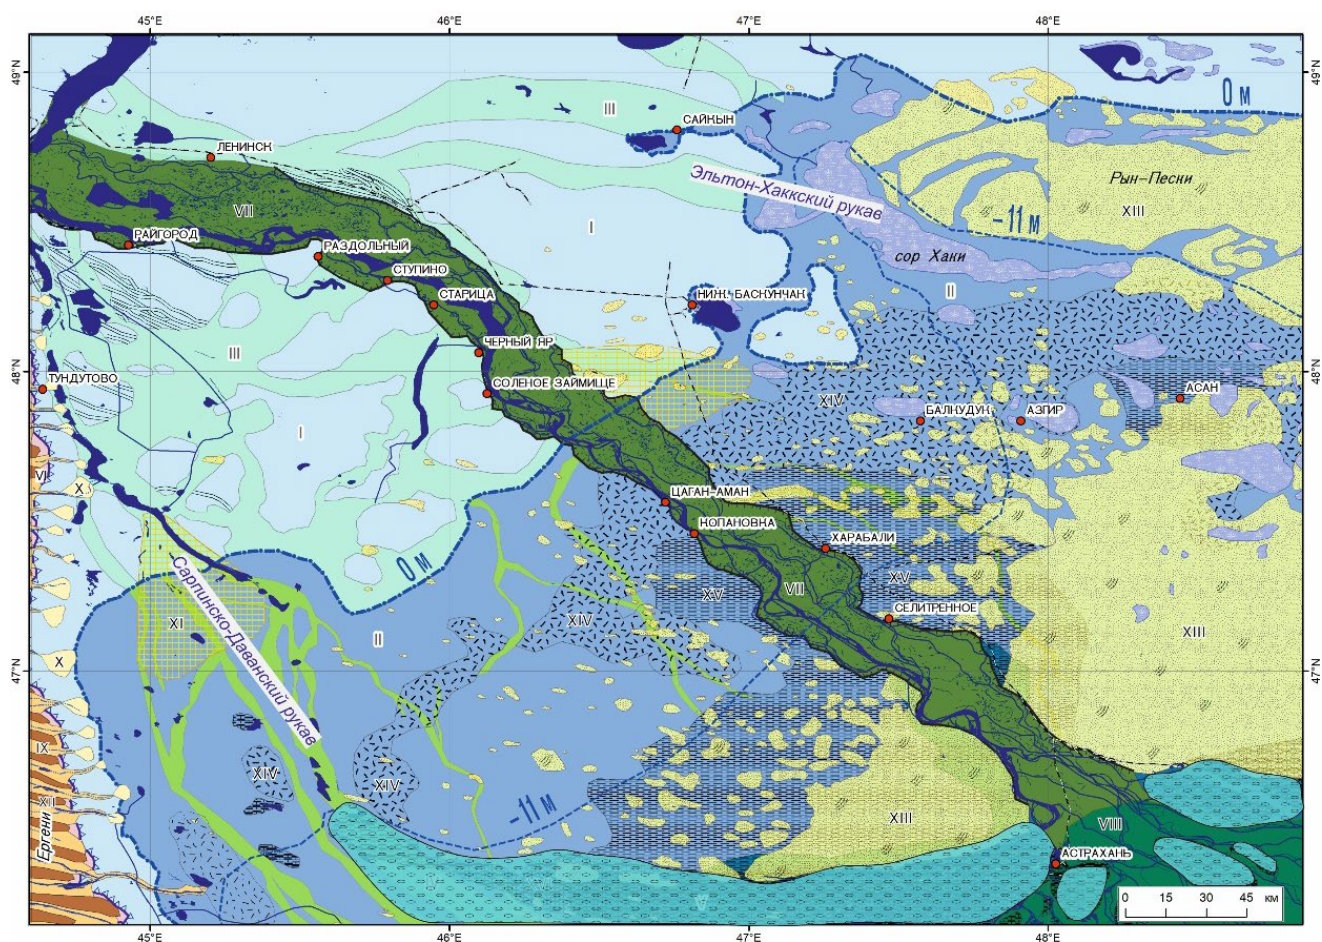 45°E
46°E
47°E
48°E
49°N
49°N
0 м
III
САЙКЫН
ЛЕНИНСК
Эльтон-Хаккский рукав
Рын-Пески
XIII
VII
I
-11 м
РАЙГОРОД
РАЗДОЛЬНЫЙ
сор Хаки
СТУПИНО
II
СТАРИЦА
НИЖ. БАСКУНЧАК
ЧЕРНЫЙ ЯР
III
48°N
48°N
ТУНДУТОВО
СОЛЕНОЕ ЗАЙМИЩЕ
XIV
АСАН
БАЛКУДУК
АЗГИР
I
VI
X
ЦАГАН-АМАН
КОПАНОВКА
ХАРАБАЛИ
0 м
Сарпинско-Даванский рукав
XV
XV
VII
СЕЛИТРЕННОЕ
XI
XIV
II
XIII
X
47°N
47°N
IX
XIV
XIV
XII
-11 м
XIII
VIII
Ергени
АСТРАХАНЬ
0 15 30 45 км
45°E
46°E
47°E
48°E